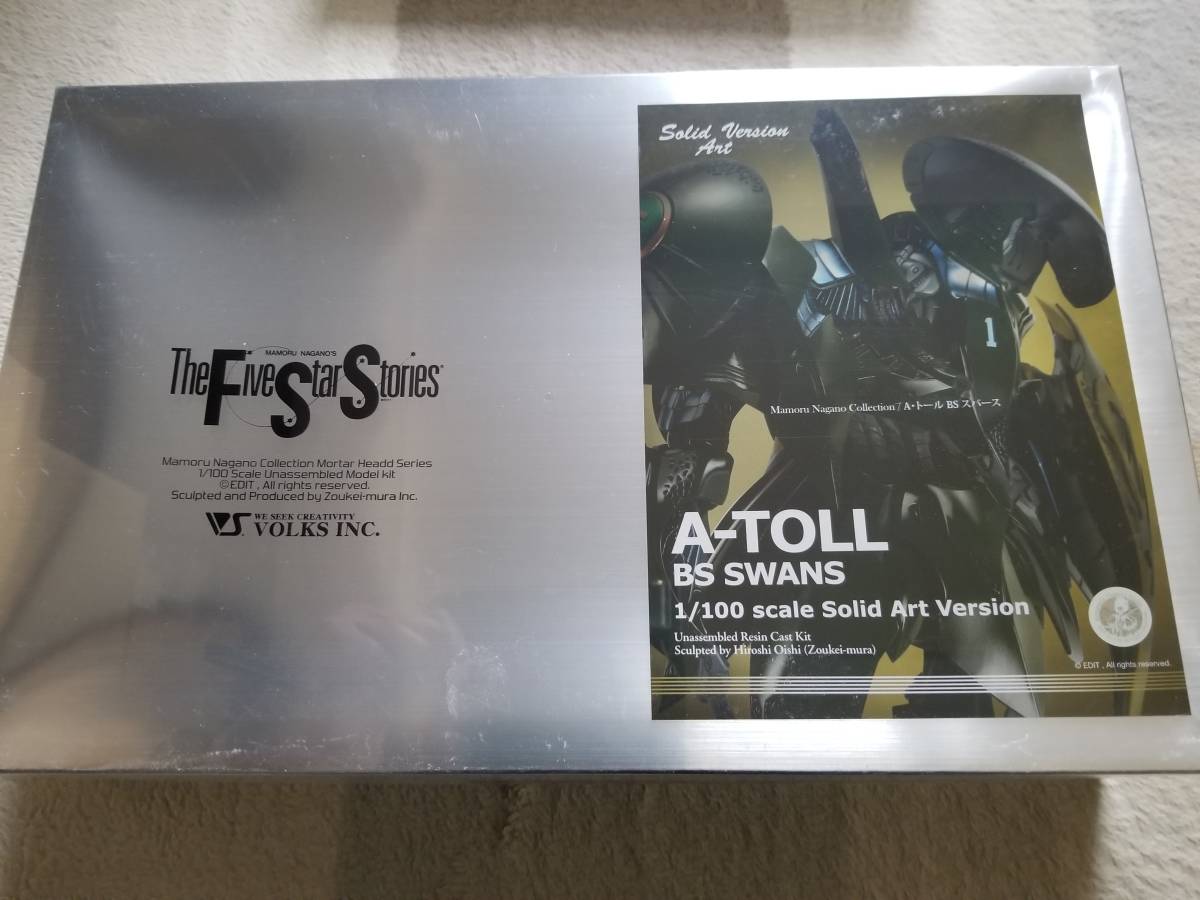 MAMORU NAGANO'S
The Five Star Stories
Mamoru Nagano Collection Mortar Headd Series
1/100 Scale Unassembled Model kit
©EDIT , All rights reserved.
Sculpted and Produced by Zoukei-mura Inc.
VS. WE SEEK CREATIVITY
VOLKS INC.
Solid Version
Art
1
Mamoru Nagano Collection / A・トール BS スバース
A-TOLL
BS SWANS
1/100 scale Solid Art Version
Unassembled Resin Cast Kit
Sculpted by Hiroshi Oishi (Zoukei-mura)
© EDIT , All rights reserved.